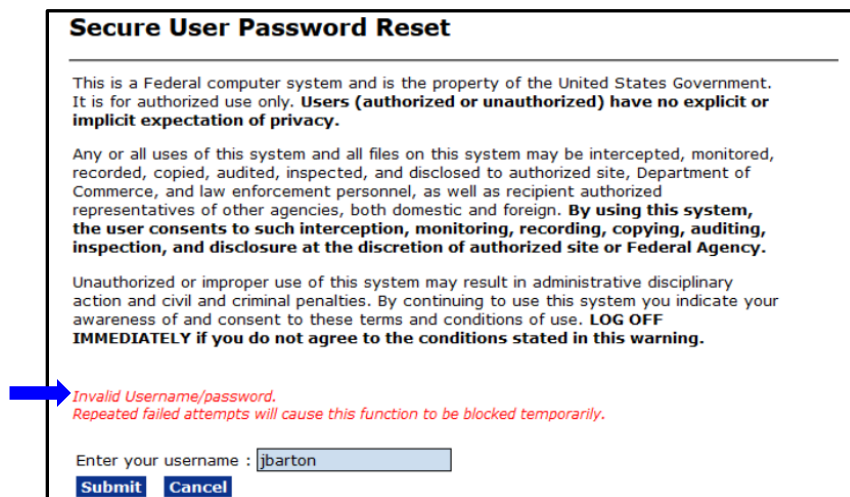 Secure User Password Reset
This is a Federal computer system and is the property of the United States Government.
It is for authorized use only. Users (authorized or unauthorized) have no explicit or
implicit expectation of privacy.
Any or all uses of this system and all files on this system may be intercepted, monitored,
recorded, copied, audited, inspected, and disclosed to authorized site, Department of
Commerce, and law enforcement personnel, as well as recipient authorized
representatives of other agencies, both domestic and foreign. By using this system,
the user consents to such interception, monitoring, recording, copying, auditing,
inspection, and disclosure at the discretion of authorized site or Federal Agency.
Unauthorized or improper use of this system may result in administrative disciplinary
action and civil and criminal penalties. By continuing to use this system you indicate your
awareness of and consent to these terms and conditions of use. LOG OFF
IMMEDIATELY if you do not agree to the conditions stated in this warning.
Invalid Username/password.
Repeated failed attempts will cause this function to be blocked temporarily.
Enter your username : jbarton
Submit Cancel